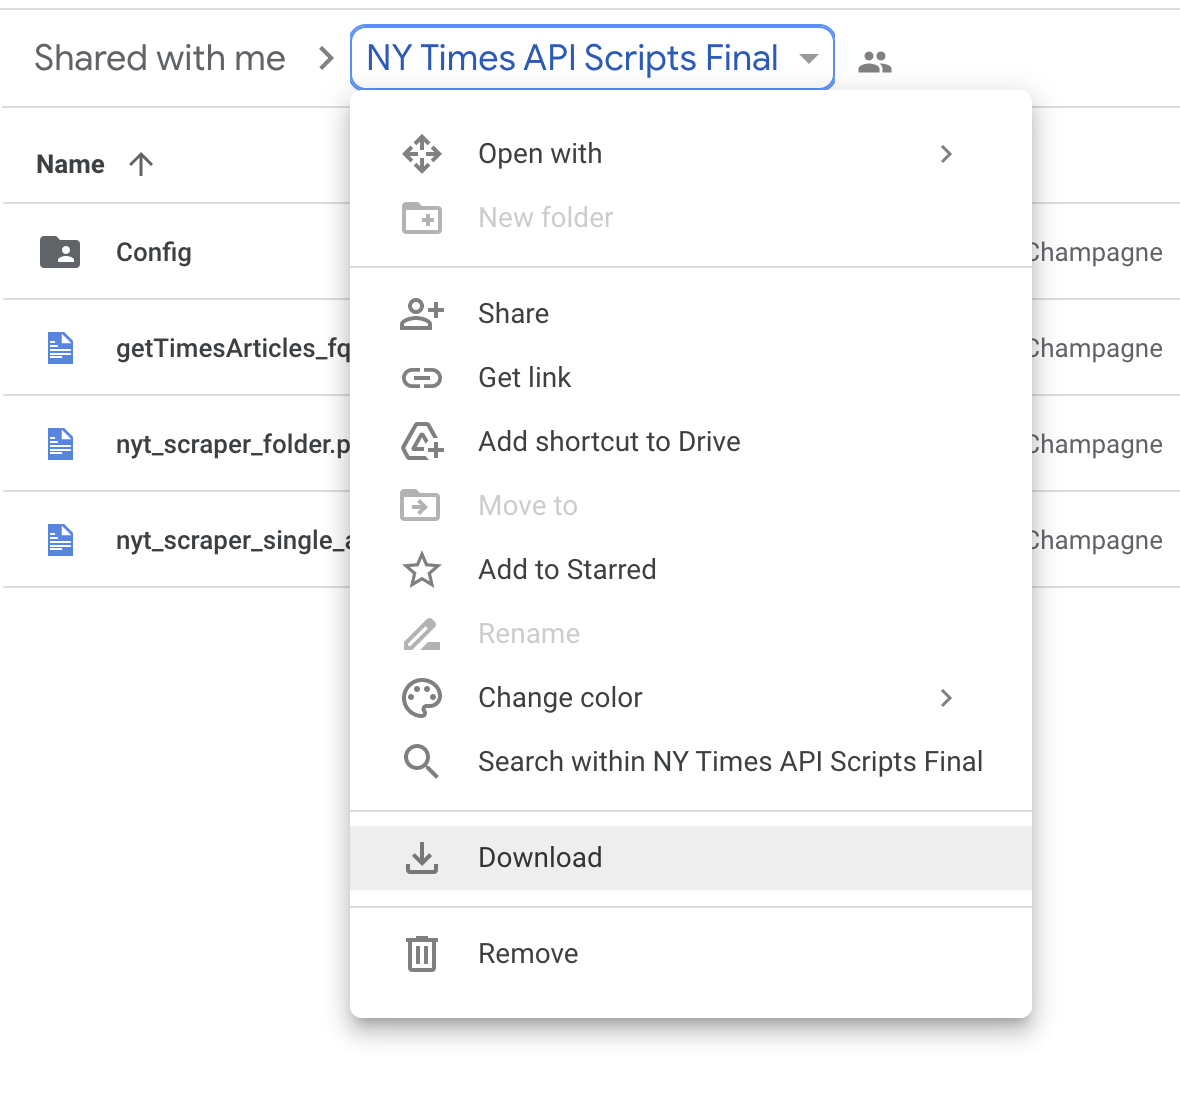 Shared with me > NY Times API Scripts Final
Name
Open with
New folder
Config
Champagne
Share
getTimesArticles_fq
Champagne
Get link
Add shortcut to Drive
nyt_scraper_folder.p
Champagne
Move to
nyt_scraper_single_a
Champagne
Add to Starred
Rename
Change color
Search within NY Times API Scripts Final
Download
Remove